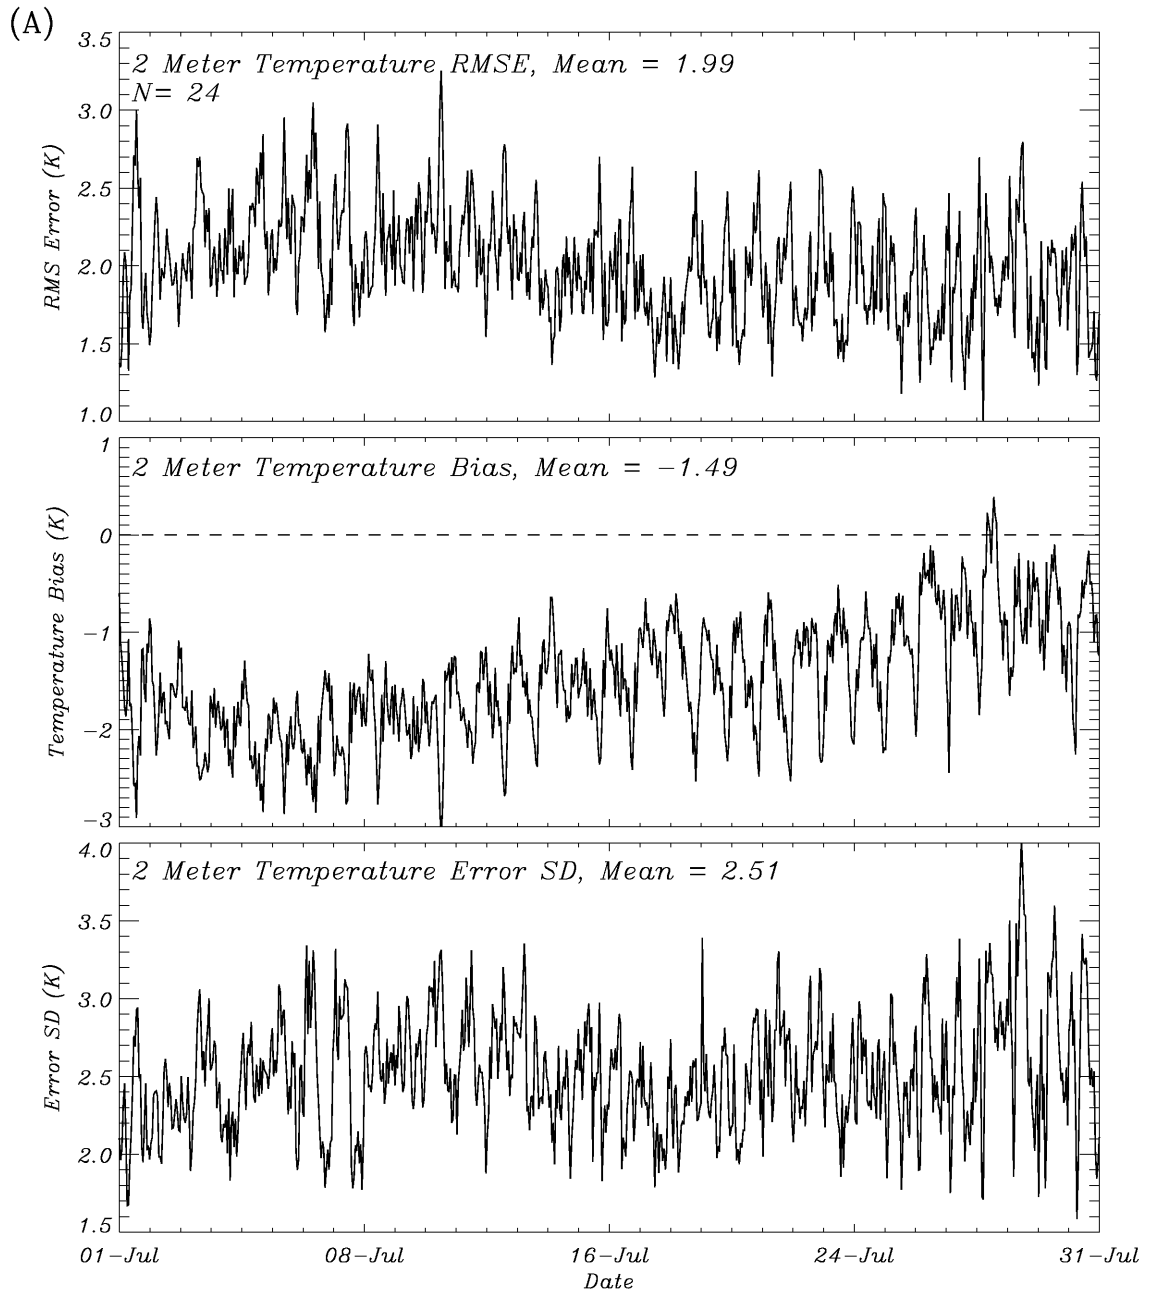 (A)
3.5
2 Meter Temperature RMSE, Mean = 1.99
N= 24
3.0
2.5
2.0
1.5
1.0
RMS Error (K)
1
2 Meter Temperature Bias, Mean = −1.49
0
−1
−2
−3
Temperature Bias (K)
4.0
2 Meter Temperature Error SD, Mean = 2.51
3.5
3.0
2.5
2.0
1.5
Error SD (K)
01−Jul 08−Jul 16−Jul 24−Jul 31−Jul
Date